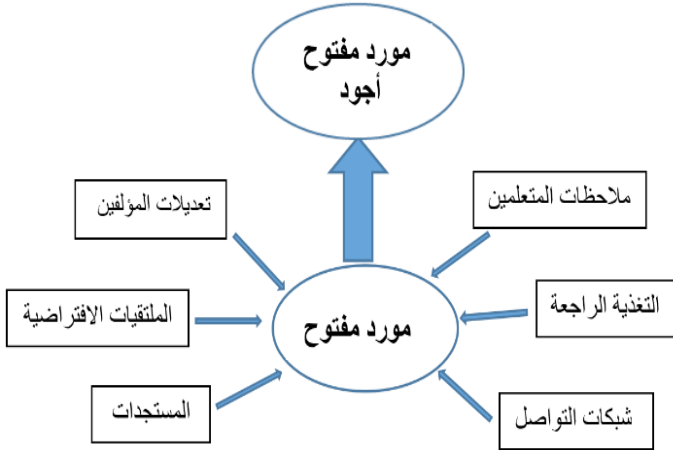 مورد مفتوح
أجود
ملاحظات المتعلمين
تعديلات المؤلفين
التغذية الراجعة
الملتقيات الافتراضية
مورد مفتوح
شبكات التواصل
المستجدات